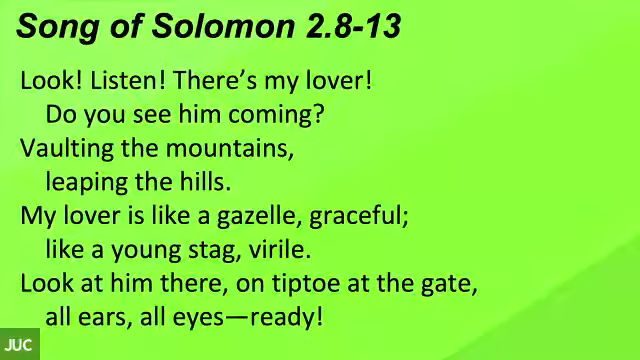 Song of Solomon 2.8-13
Look! Listen! There’s my lover!
Do you see him coming?
Vaulting the mountains,
leaping the hills.
My lover is like a gazelle, graceful;
like a young stag, virile.
Look at him there, on tiptoe at the gate,
all ears, all eyes—ready!
JUC